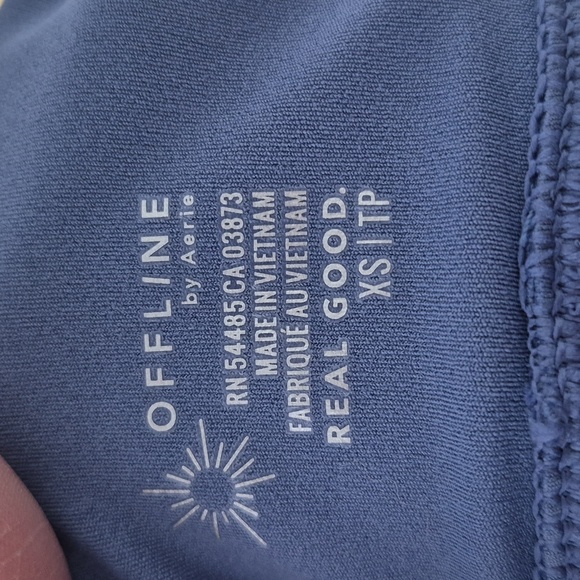 OFFLINE
by Aerie
RN 54485 CA 03873
MADE IN VIETNAM
FABRIQUÉ AU VIETNAM
REAL GOOD.
XS | TP